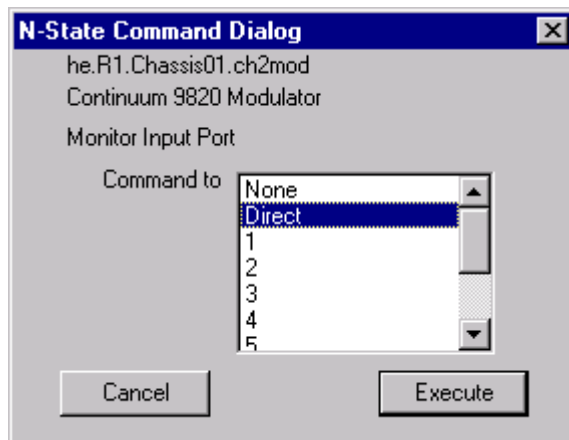 N-State Command Dialog
he.R1.Chassis01.ch2mod
Continuum 9820 Modulator
Monitor Input Port
Command to
None
Direct
1
2
3
4
5
Cancel
Execute